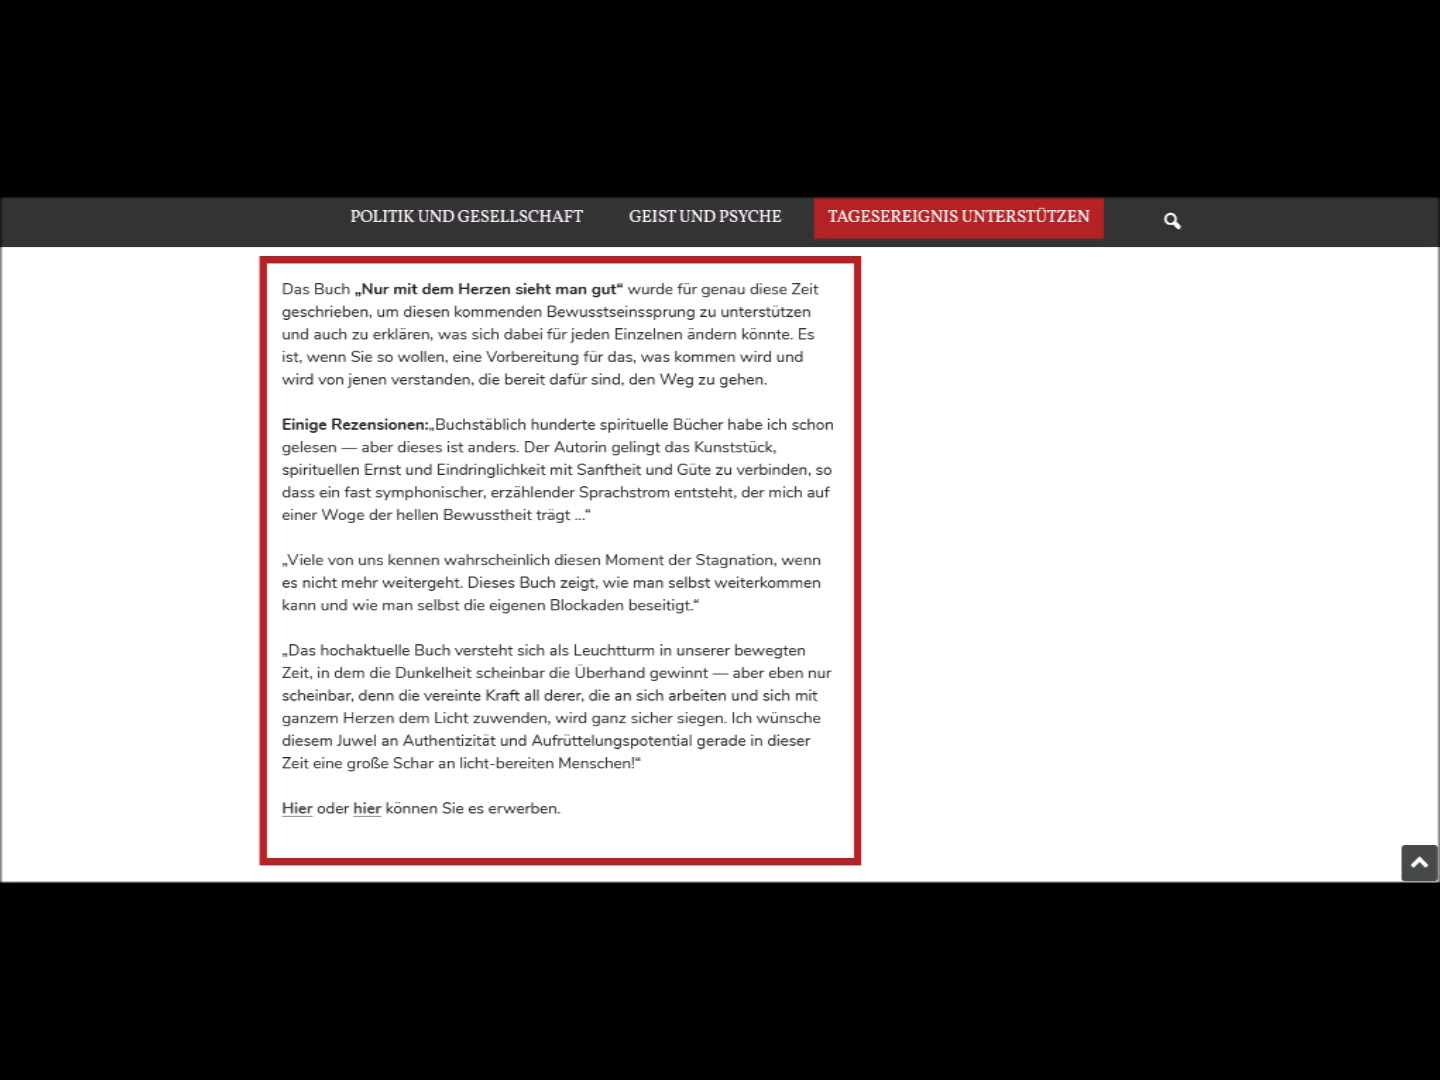 POLITIK UND GESELLSCHAFT GEIST UND PSYCHE TAGESEREIGNIS UNTERSTÜTZEN
Das Buch „Nur mit dem Herzen sieht man gut“ wurde für genau diese Zeit
geschrieben, um diesen kommenden Bewusstseinssprung zu unterstützen
und auch zu erklären, was sich dabei für jeden Einzelnen ändern könnte. Es
ist, wenn Sie so wollen, eine Vorbereitung für das, was kommen wird und
wird von jenen verstanden, die bereit dafür sind, den Weg zu gehen.
Einige Rezensionen:„Buchstäblich hunderte spirituelle Bücher habe ich schon
gelesen — aber dieses ist anders. Der Autorin gelingt das Kunststück,
spirituellen Ernst und Eindringlichkeit mit Sanftheit und Güte zu verbinden, so
dass ein fast symphonischer, erzählender Sprachstrom entsteht, der mich auf
einer Woge der hellen Bewusstheit trägt ...“
„Viele von uns kennen wahrscheinlich diesen Moment der Stagnation, wenn
es nicht mehr weitergeht. Dieses Buch zeigt, wie man selbst weiterkommen
kann und wie man selbst die eigenen Blockaden beseitigt.“
„Das hochaktuelle Buch versteht sich als Leuchtturm in unserer bewegten
Zeit, in dem die Dunkelheit scheinbar die Überhand gewinnt — aber eben nur
scheinbar, denn die vereinte Kraft all derer, die an sich arbeiten und sich mit
ganzem Herzen dem Licht zuwenden, wird ganz sicher siegen. Ich wünsche
diesem Juwel an Authentizität und Aufrüttelungspotential gerade in dieser
Zeit eine große Schar an licht-bereiten Menschen!“
Hier oder hier können Sie es erwerben.